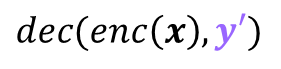 dec(enc(x), y′)